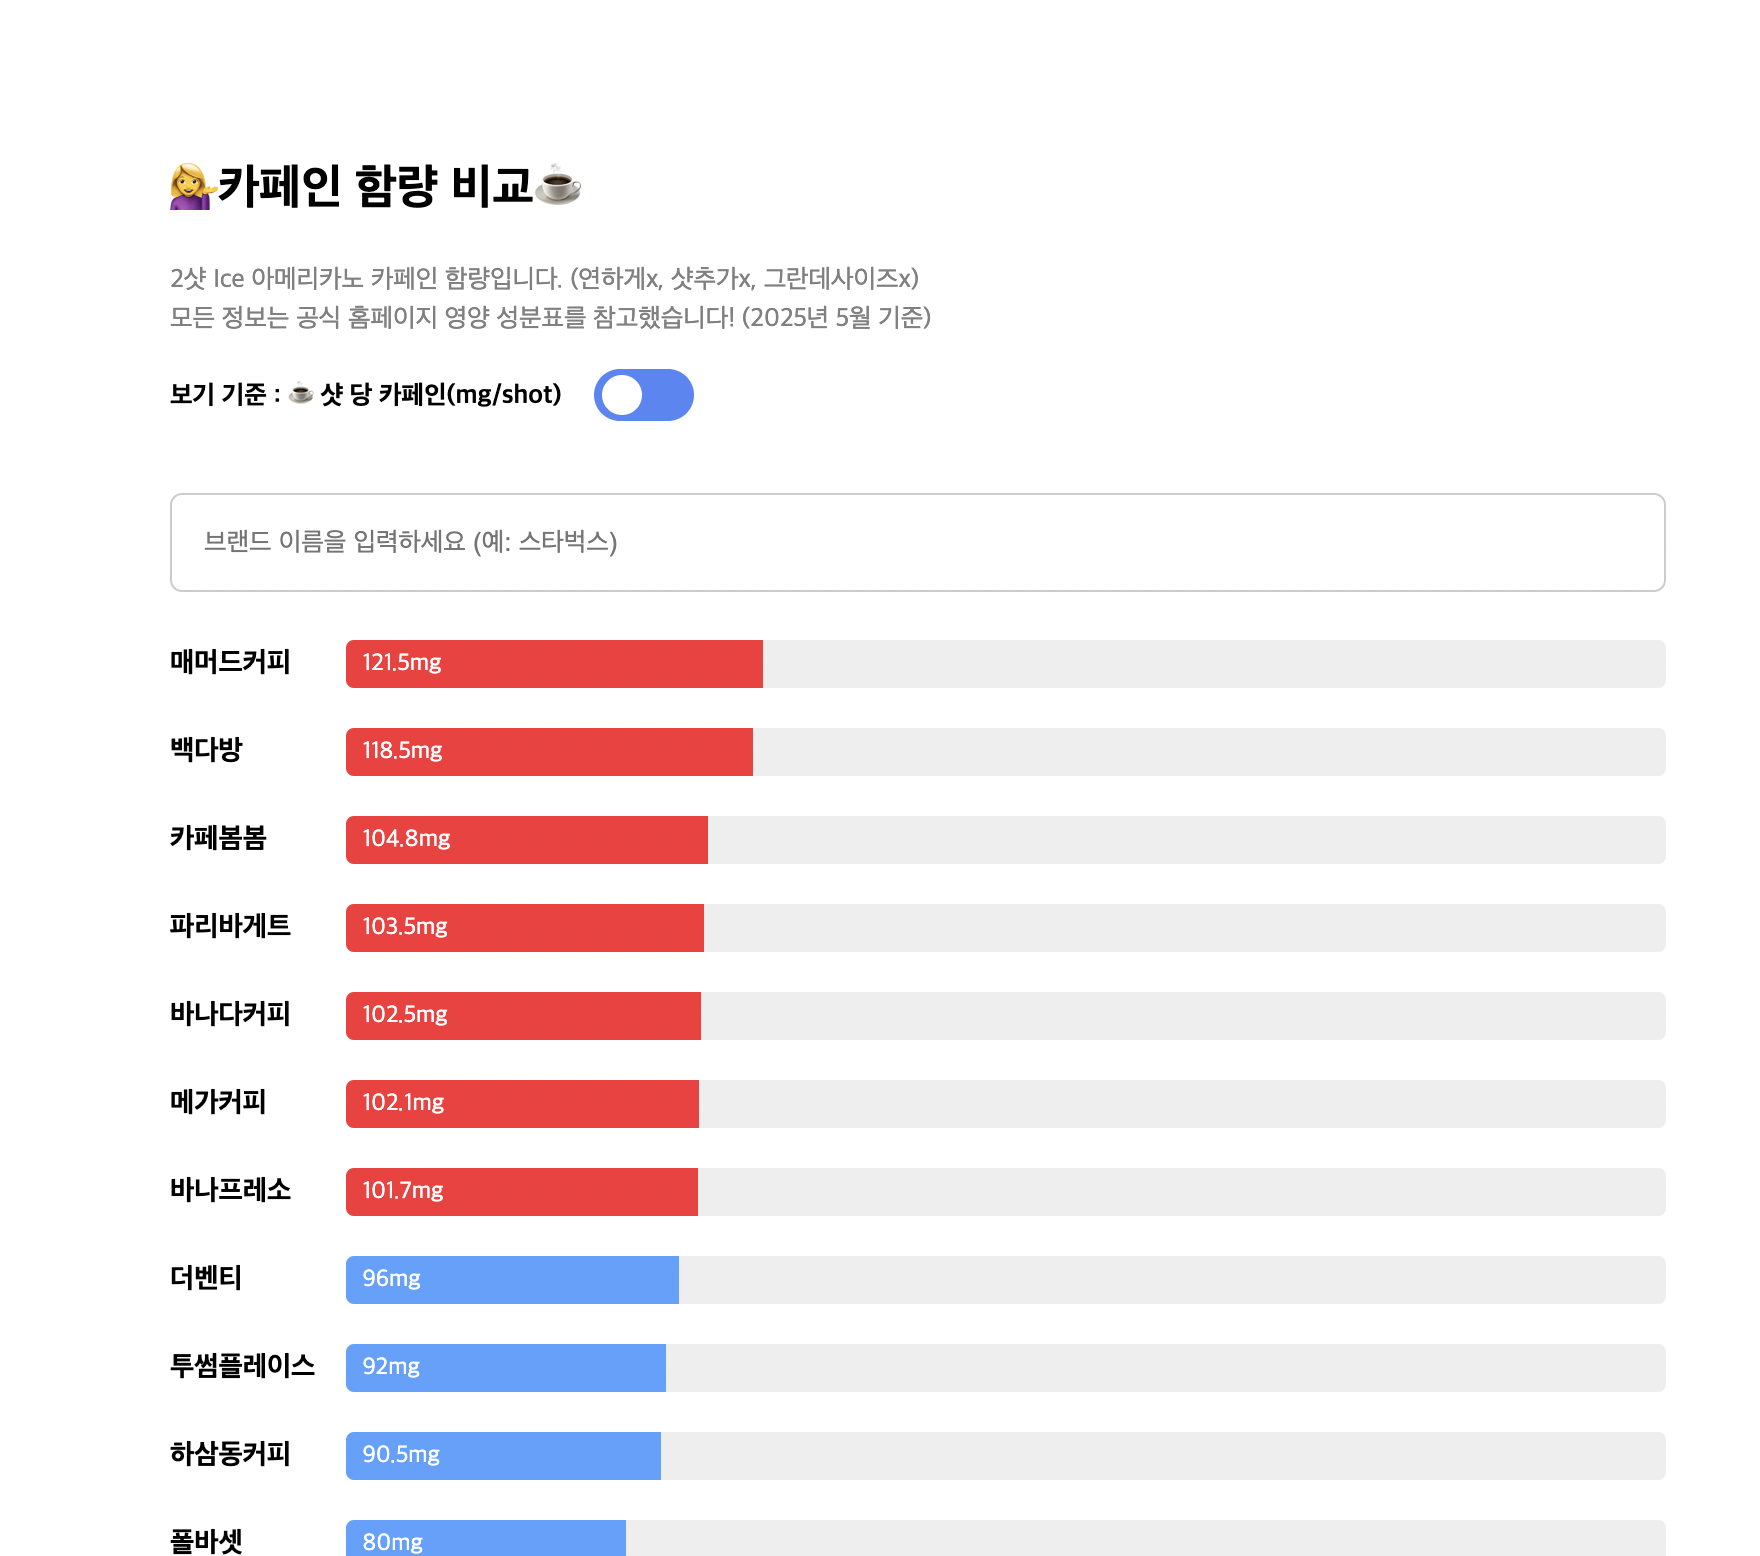 💁‍♀️카페인 함량 비교☕
2샷 Ice 아메리카노 카페인 함량입니다. (연하게x, 샷추가x, 그란데사이즈x)
모든 정보는 공식 홈페이지 영양 성분표를 참고했습니다! (2025년 5월 기준)
보기 기준 : ☕ 샷 당 카페인(mg/shot)
브랜드 이름을 입력하세요 (예: 스타벅스)
매머드커피 121.5mg
백다방 118.5mg
카페봄봄 104.8mg
파리바게트 103.5mg
바나다커피 102.5mg
메가커피 102.1mg
바나프레소 101.7mg
더벤티 96mg
투썸플레이스 92mg
하삼동커피 90.5mg
폴바셋 80mg